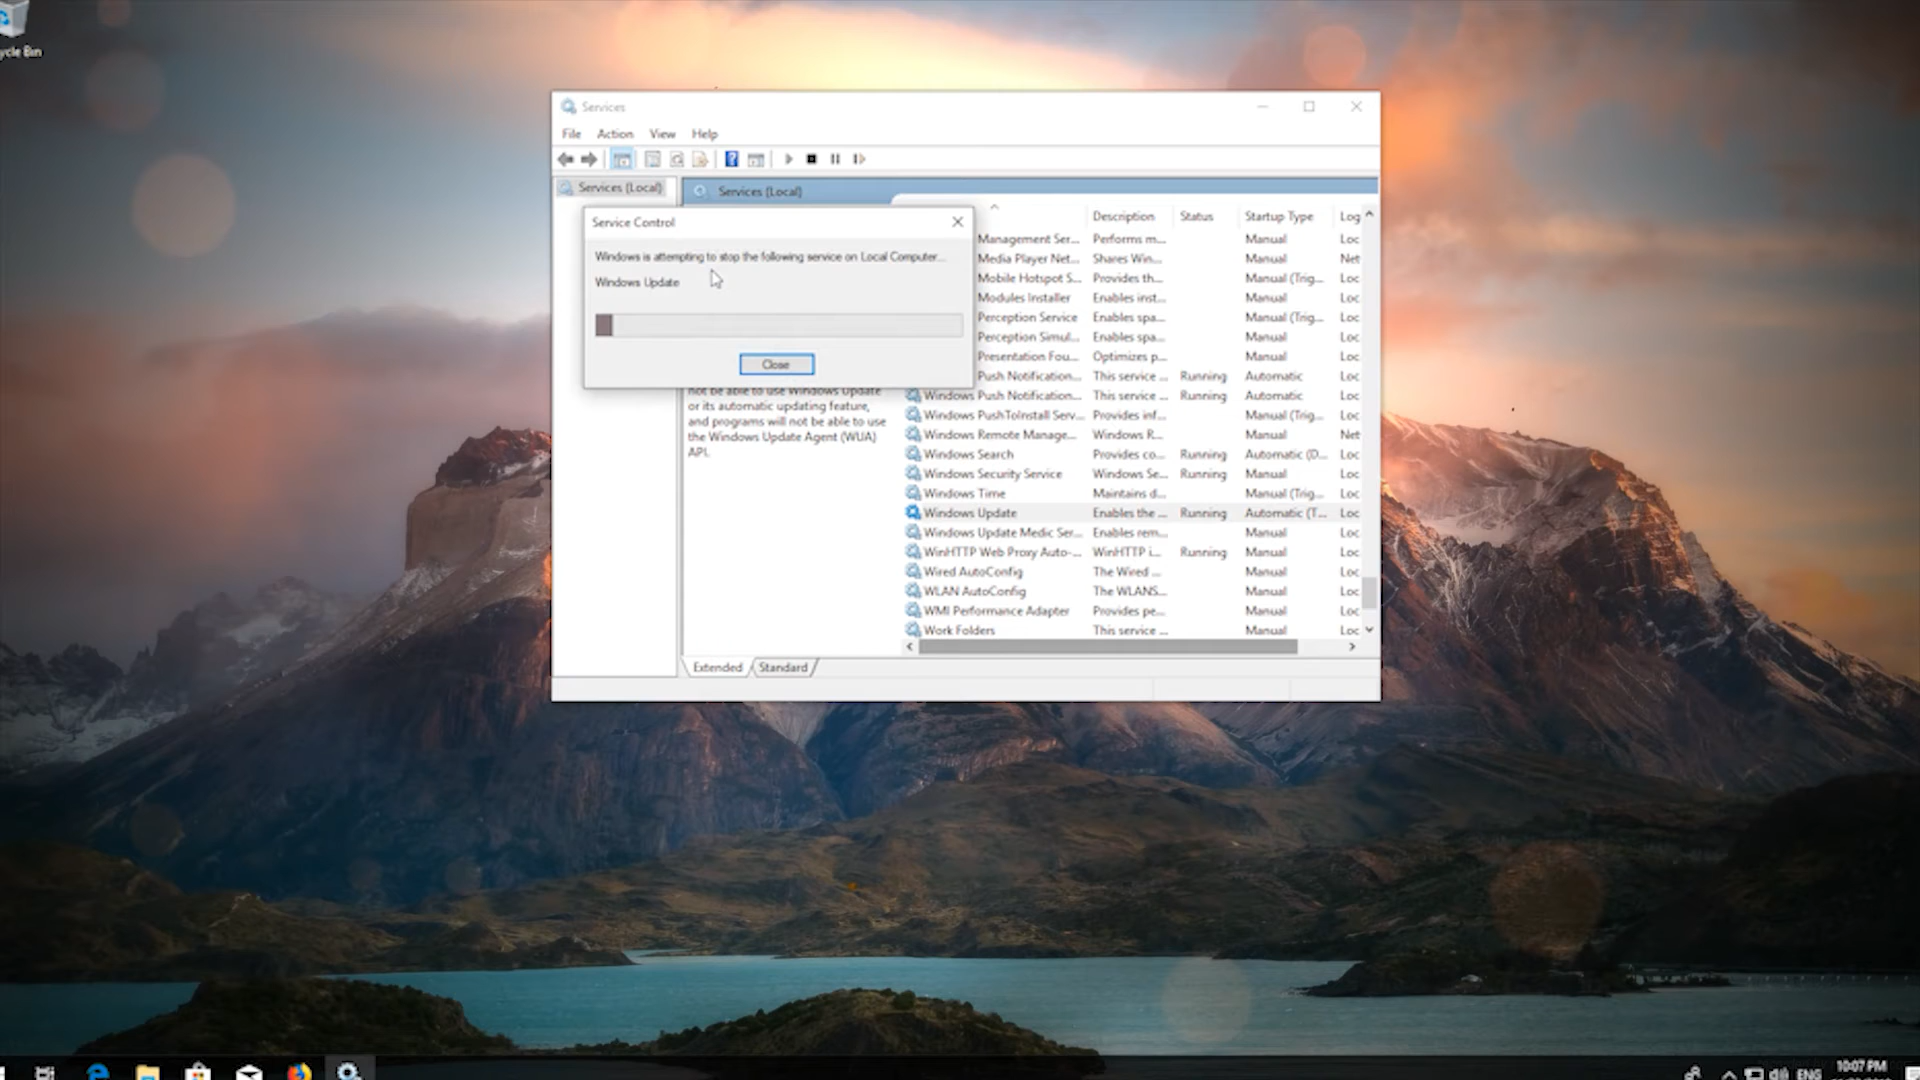 ycle Bin
Services
File Action View Help
Services (Local)
Services (Local)
Service Control
Windows is attempting to stop the following service on Local Computer...
Windows Update
Close
not be able to use Windows Update
or its automatic updating feature,
and programs will not be able to use
the Windows Update Agent (WUA)
API.
Description Status Startup Type Log
Management Ser... Performs m... Manual Loc
Media Player Net... Shares Win... Manual Net
Mobile Hotspot S... Provides th... Manual (Trig... Loc
Modules Installer Enables inst... Manual Loc
Perception Service Enables spa... Manual (Trig... Loc
Perception Simul... Enables spa... Manual Loc
Presentation Fou... Optimizes p... Manual Loc
Push Notification... This service ... Running Automatic Loc
Windows Push Notification... This service ... Running Automatic Loc
Windows PushToInstall Serv... Provides inf... Manual (Trig... Loc
Windows Remote Manage... Windows R... Manual Net
Windows Search Provides co... Running Automatic (D... Loc
Windows Security Service Windows Se... Running Manual Loc
Windows Time Maintains d... Manual (Trig... Loc
Windows Update Enables the ... Running Automatic (T... Loc
Windows Update Medic Ser... Enables rem... Manual Loc
WinHTTP Web Proxy Auto-... WinHTTP i... Running Manual Loc
Wired AutoConfig The Wired ... Manual Loc
WLAN AutoConfig The WLANS... Manual Loc
WMI Performance Adapter Provides pe... Manual Loc
Work Folders This service ... Manual Loc
Extended Standard
ENG 10:07 PM